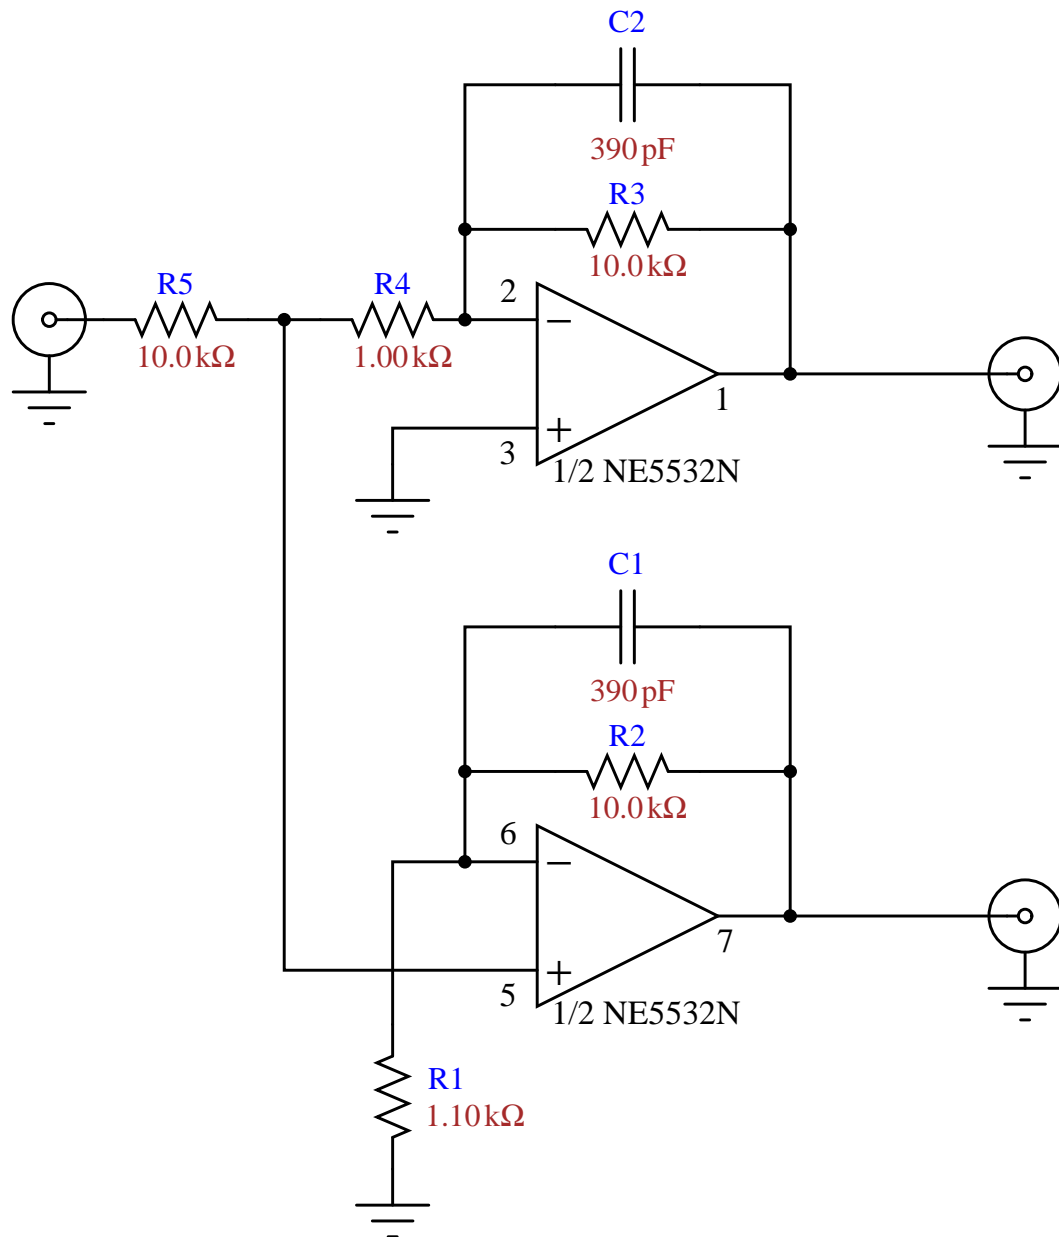 C2
390 pF
R3
10.0 kΩ
R5
10.0 kΩ
R4
1.00 kΩ
2
−
1
+
3
1/2 NE5532N
C1
390 pF
R2
10.0 kΩ
6
−
7
+
5
1/2 NE5532N
R1
1.10 kΩ